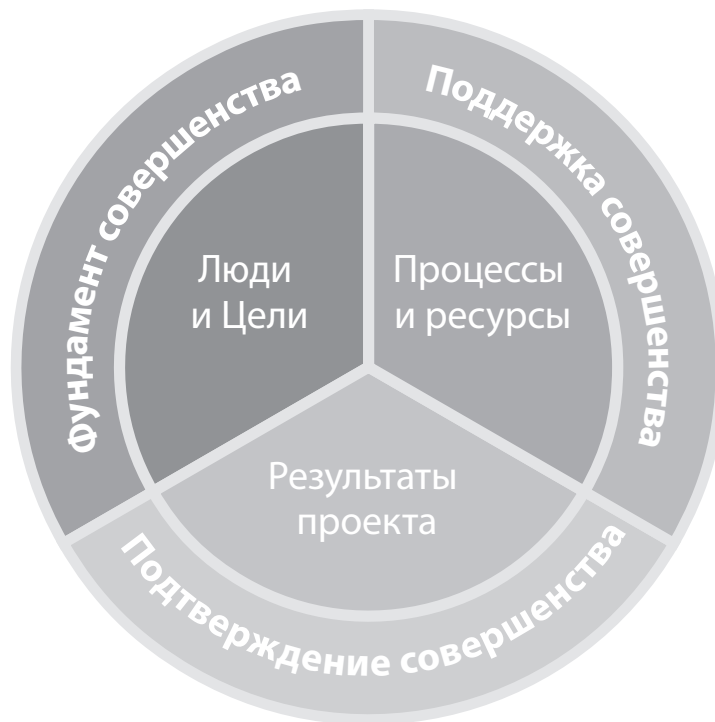 Фундамент совершенства
Поддержка совершенства
Люди
и Цели
Процессы
и ресурсы
Результаты
проекта
Подтверждение совершенства